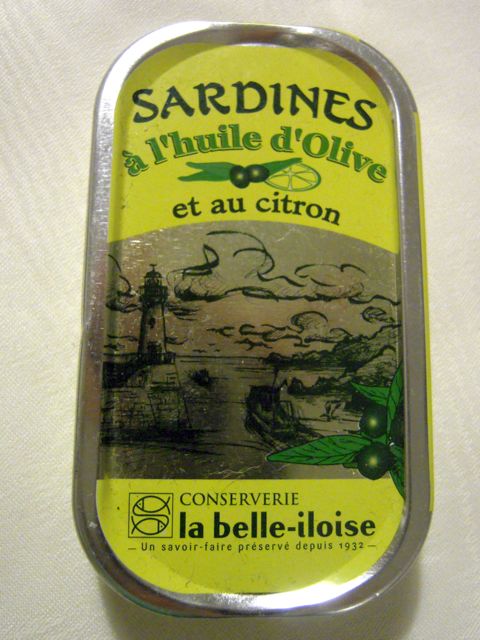 SARDINES
à l'huile d'Olive
et au citron
CONSERVERIE
la belle-iloise
– Un savoir-faire préservé depuis 1932 –